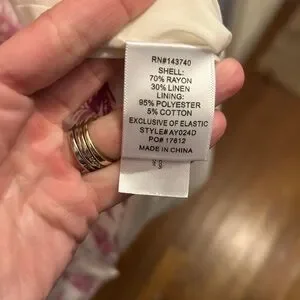 RN#143740
SHELL:
70% RAYON
30% LINEN
LINING:
95% POLYESTER
5% COTTON
EXCLUSIVE OF ELASTIC
STYLE# AY024D
PO# 17612
MADE IN CHINA